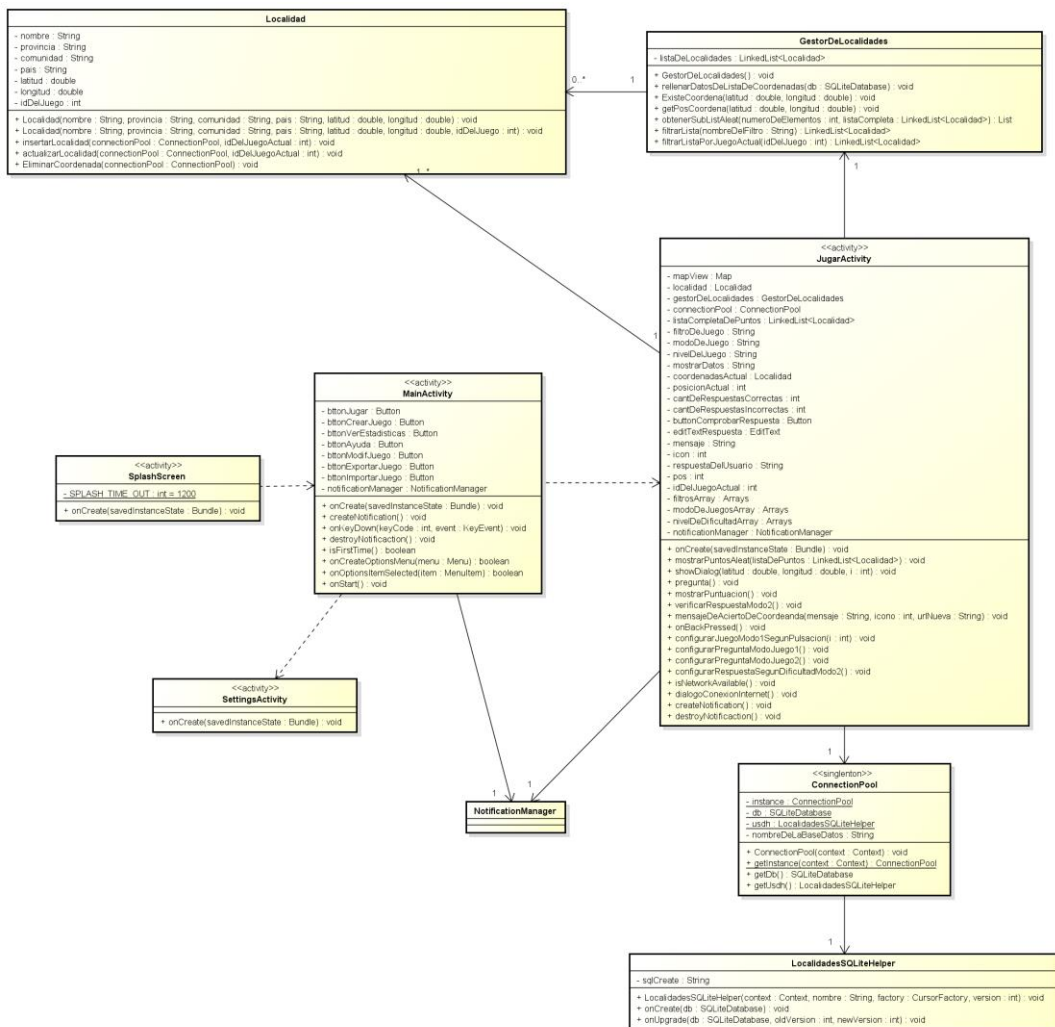 Localidad
- nombre : String
- provincia : String
- comunidad : String
- pais : String
- latitud : double
- longitud : double
- idDelJuego : int
+ Localidad(nombre : String, provincia : String, comunidad : String, pais : String, latitud : double, longitud : double) : void
+ Localidad(nombre : String, provincia : String, comunidad : String, pais : String, latitud : double, longitud : double, idDelJuego : int) : void
+ insertarLocalidad(connectionPool : ConnectionPool, idDelJuegoActual : int) : void
+ actualizarLocalidad(connectionPool : ConnectionPool, idDelJuegoActual : int) : void
+ EliminarCoordenada(connectionPool : ConnectionPool) : void
0..*
1
GestorDeLocalidades
- listaDeLocalidades : LinkedList<Localidad>
+ GestorDeLocalidades() : void
+ rellenarDatosDeListaDeCoordenadas(db : SQLiteDatabase) : void
+ ExisteCoordena(latitud : double, longitud : double) : void
+ getPosCoordena(latitud : double, longitud : double) : void
+ obtenerSubListAleat(numeroDeElementos : int, listaCompleta : LinkedList<Localidad>) : List
+ filtrarLista(nombreDelFiltro : String) : LinkedList<Localidad>
+ filtrarListaPorJuegoActual(idDelJuego : int) : LinkedList<Localidad>
1..*
1
1
<<activity>>
JugarActivity
- mapView : Map
- localidad : Localidad
- gestorDeLocalidades : GestorDeLocalidades
- connectionPool : ConnectionPool
- listaCompletaDePuntos : LinkedList<Localidad>
- filtroDeJuego : String
- modoDeJuego : String
- nivelDelJuego : String
- mostrarDatos : String
- coordenadasActual : Localidad
- posicionActual : int
- cantDeRespuestasCorrectas : int
- cantDeRespuestasIncorrectas : int
- buttonComprobarRespuesta : Button
- editTextRespuesta : EditText
- mensaje : String
- icon : int
- respuestaDelUsuario : String
- pos : int
- idDelJuegoActual : int
- filtrosArray : Arrays
- modoDeJuegosArray : Arrays
- nivelDeDificultadArray : Arrays
- notificationManager : NotificationManager
+ onCreate(savedInstanceState : Bundle) : void
+ mostrarPuntosAleat(listaDePuntos : LinkedList<Localidad>) : void
+ showDialog(latitud : double, longitud : double, i : int) : void
+ pregunta() : void
+ mostrarPuntuacion() : void
+ verificarRespuestaModo2() : void
+ mensajeDeAciertoDeCoordeanda(mensaje : String, icono : int, urlNueva : String) : void
+ onBackPressed() : void
+ configurarJuegoModo1SegunPulsacion(i : int) : void
+ configurarPreguntaModoJuego1() : void
+ configurarPreguntaModoJuego2() : void
+ configurarRespuestaSegunDificultadModo2() : void
+ isNetworkAvailable() : void
+ dialogoConexionInternet() : void
+ createNotification() : void
+ destroyNotificaction() : void
<<activity>>
MainActivity
- bttonJugar : Button
- bttonCrearJuego : Button
- bttonVerEstadisticas : Button
- bttonAyuda : Button
- bttonModifJuego : Button
- bttonExportarJuego : Button
- bttonImportarJuego : Button
- notificationManager : NotificationManager
+ onCreate(savedInstanceState : Bundle) : void
+ createNotification() : void
+ onKeyDown(keyCode : int, event : KeyEvent) : void
+ destroyNotificaction() : void
+ isFirstTime() : boolean
+ onCreateOptionsMenu(menu : Menu) : boolean
+ onOptionsItemSelected(item : MenuItem) : boolean
+ onStart() : void
<<activity>>
SplashScreen
- SPLASH_TIME_OUT : int = 1200
+ onCreate(savedInstanceState : Bundle) : void
<<activity>>
SettingsActivity
+ onCreate(savedInstanceState : Bundle) : void
1
1
NotificationManager
1
<<singlenton>>
ConnectionPool
- instance : ConnectionPool
- db : SQLiteDatabase
- usdh : LocalidadesSQLiteHelper
- nombreDeLaBaseDatos : String
+ ConnectionPool(context : Context) : void
+ getInstance(context : Context) : ConnectionPool
+ getDb() : SQLiteDatabase
+ getUsdh() : LocalidadesSQLiteHelper
1
LocalidadesSQLiteHelper
- sqlCreate : String
+ LocalidadesSQLiteHelper(context : Context, nombre : String, factory : CursorFactory, version : int) : void
+ onCreate(db : SQLiteDatabase) : void
+ onUpgrade(db : SQLiteDatabase, oldVersion : int, newVersion : int) : void